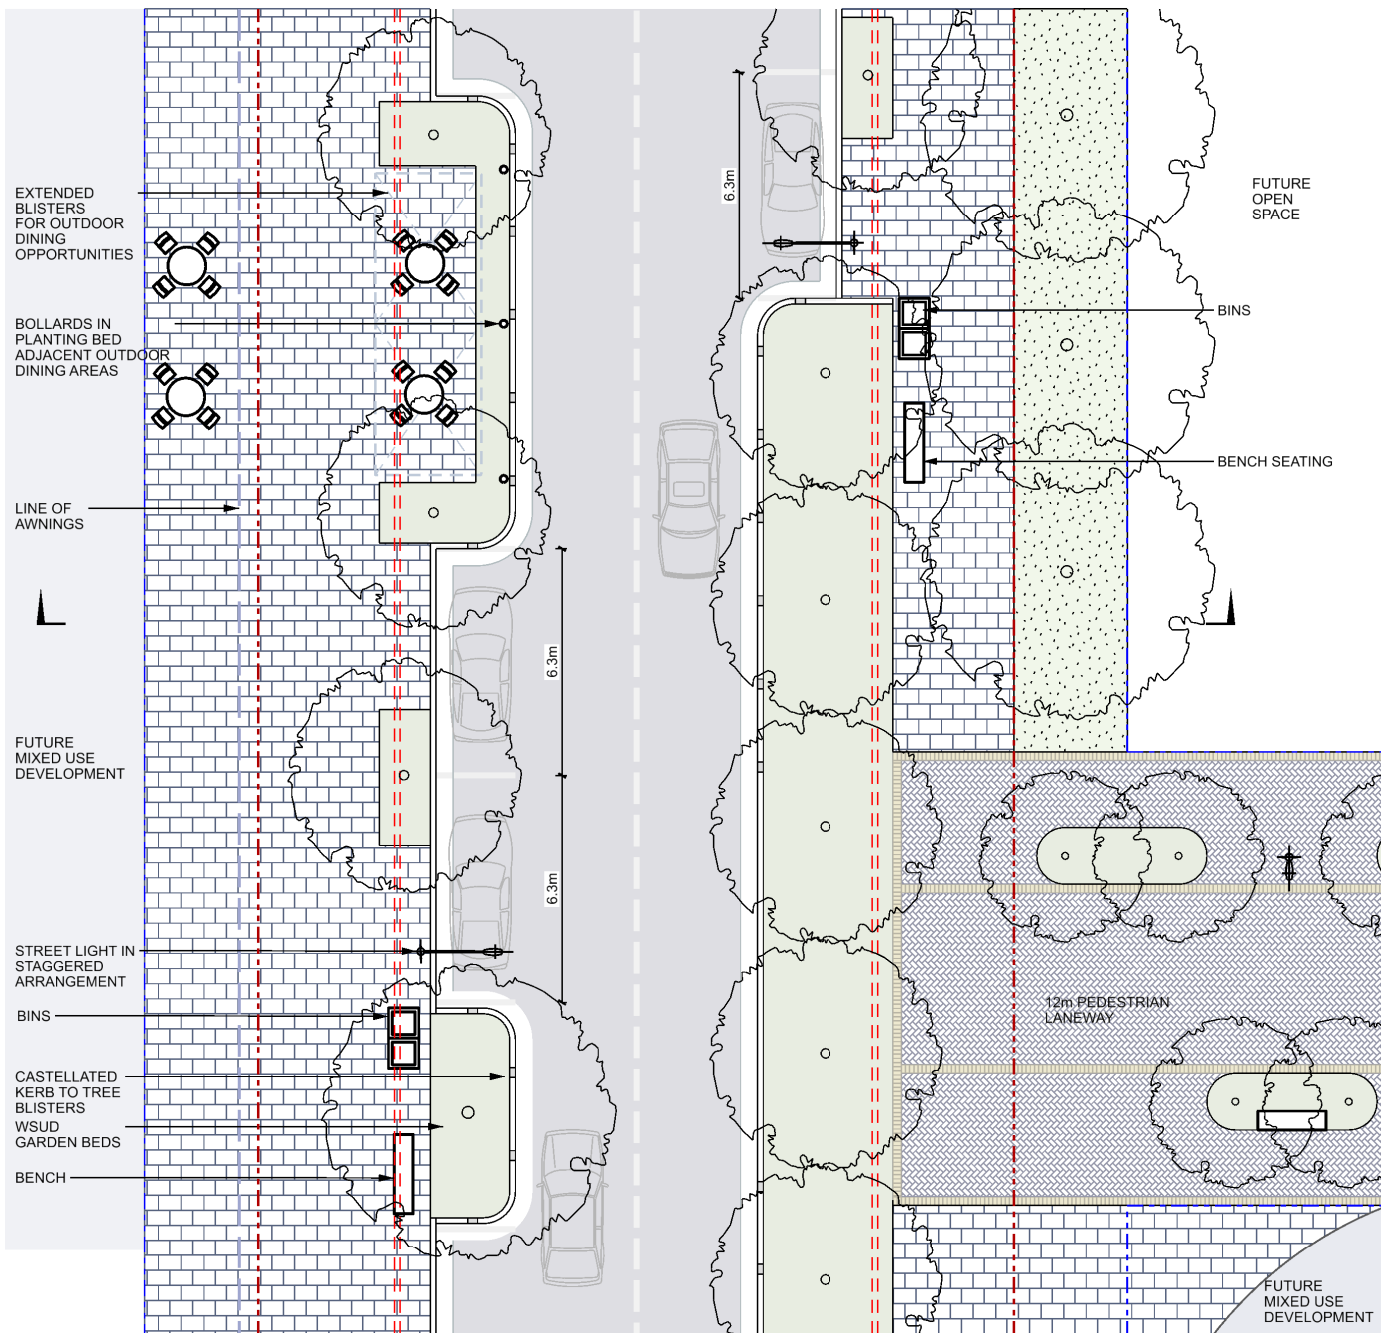 EXTENDED
BLISTERS
FOR OUTDOOR
DINING
OPPORTUNITIES
BOLLARDS IN
PLANTING BED
ADJACENT OUTDOOR
DINING AREAS
LINE OF
AWNINGS
FUTURE
MIXED USE
DEVELOPMENT
STREET LIGHT IN
STAGGERED
ARRANGEMENT
BINS
CASTELLATED
KERB TO TREE
BLISTERS
WSUD
GARDEN BEDS
BENCH
6.3m
6.3m
6.3m
FUTURE
OPEN
SPACE
BINS
BENCH SEATING
12m PEDESTRIAN
LANEWAY
FUTURE
MIXED USE
DEVELOPMENT